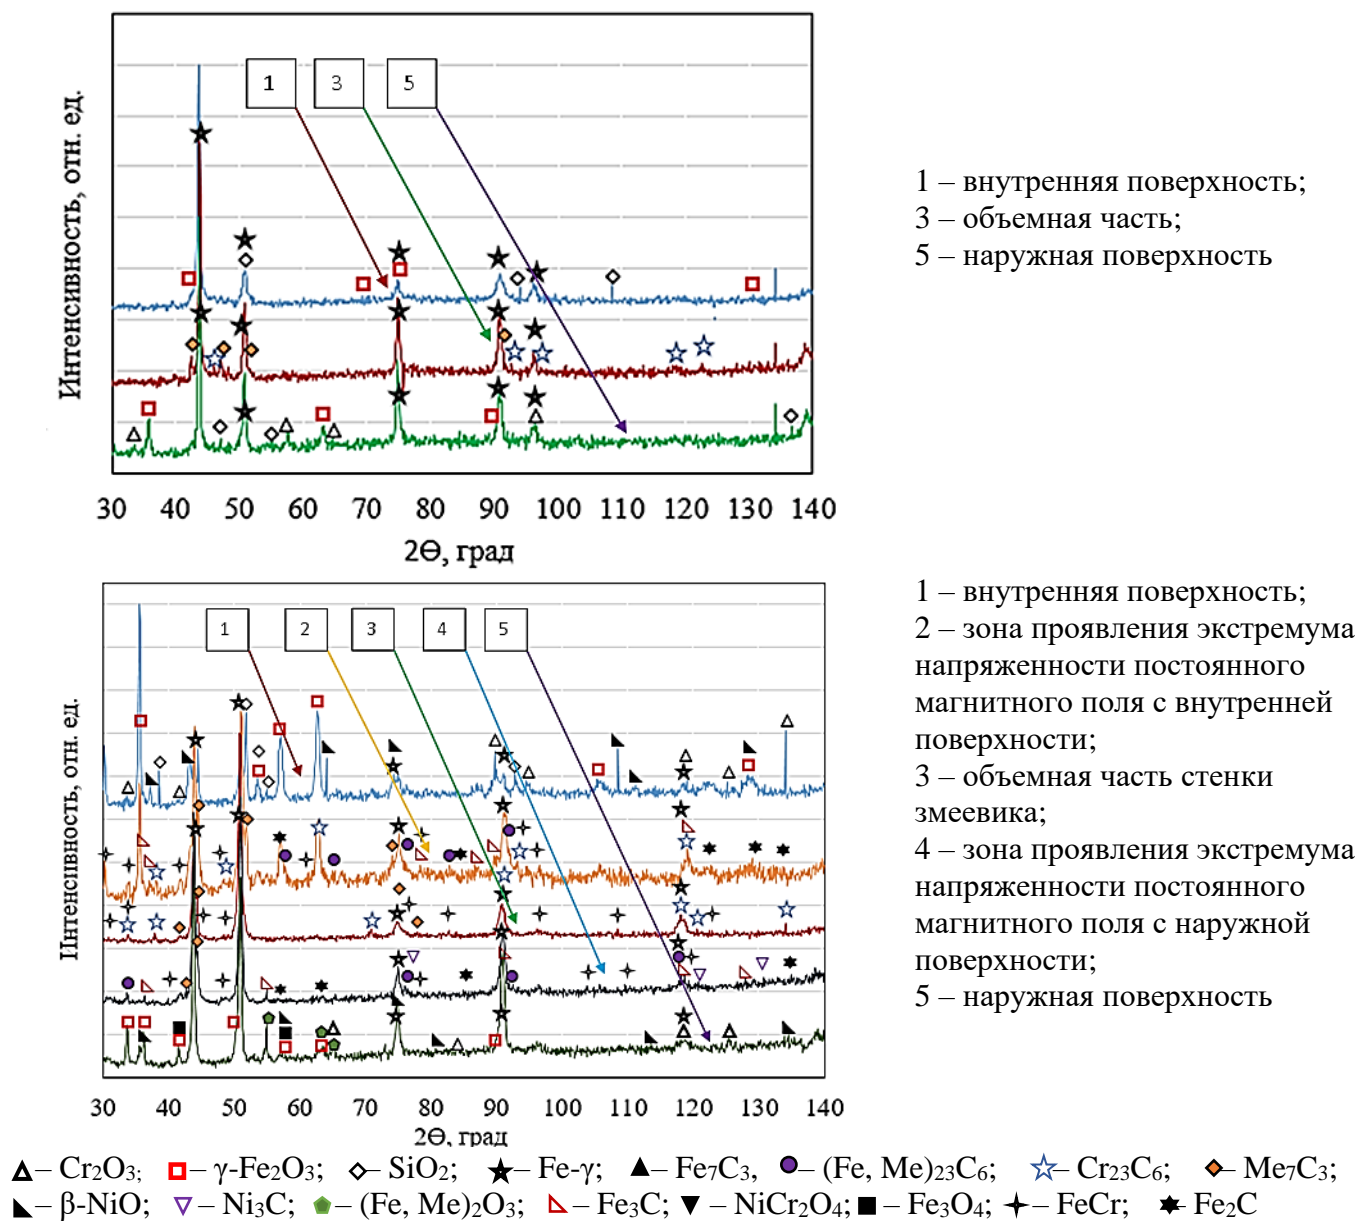 Интенсивность, отн. ед.
1 3 5
30 40 50 60 70 80 90 100 110 120 130 140
2Ɵ, град
1 – внутренняя поверхность;
3 – объемная часть;
5 – наружная поверхность
Интенсивность, отн. ед.
1 2 3 4 5
30 40 50 60 70 80 90 100 110 120 130 140
2Ɵ, град
1 – внутренняя поверхность;
2 – зона проявления экстремума
напряженности постоянного
магнитного поля с внутренней
поверхности;
3 – объемная часть стенки
змеевика;
4 – зона проявления экстремума
напряженности постоянного
магнитного поля с наружной
поверхности;
5 – наружная поверхность
– Cr₂O₃; – γ-Fe₂O₃; – SiO₂; – Fe-γ; – Fe₇C₃, – (Fe, Me)₂₃C₆; – Cr₂₃C₆; – Me₇C₃;
– β-NiO; – Ni₃C; – (Fe, Me)₂O₃; – Fe₃C; – NiCr₂O₄; – Fe₃O₄; – FeCr; – Fe₂C